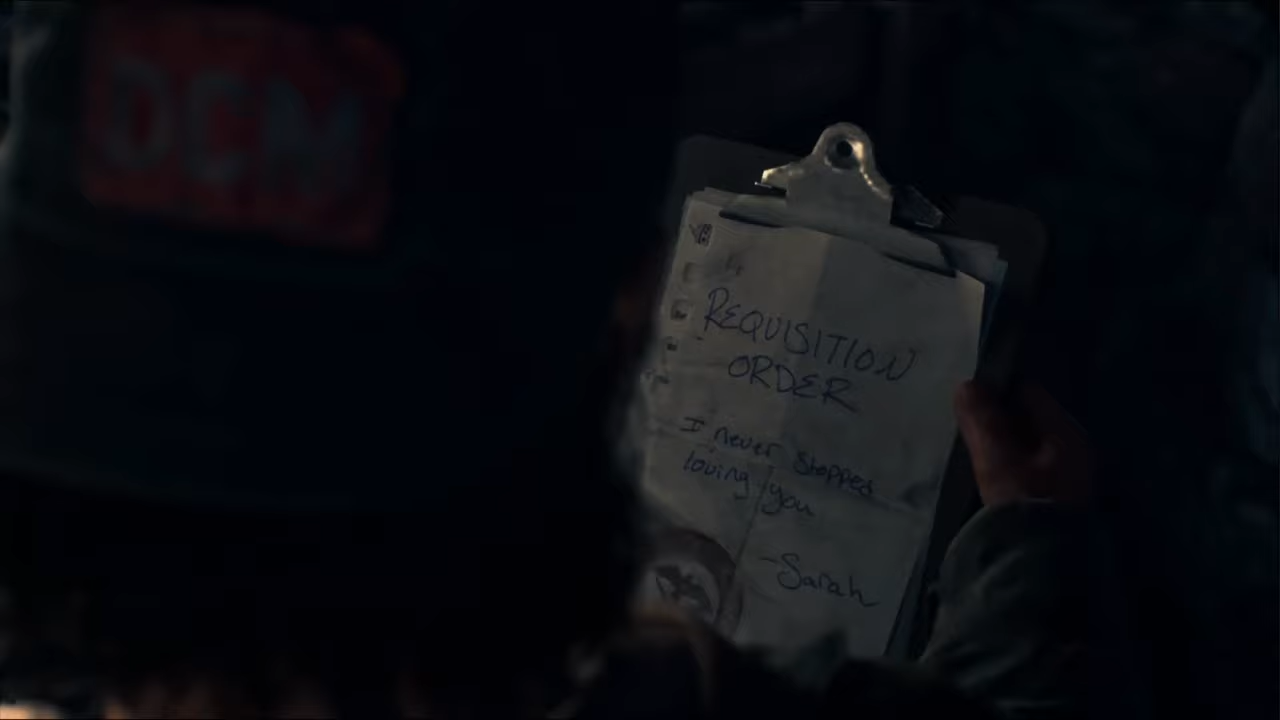 DCM
REQUISITION
ORDER
I never stopped
loving you
-Sarah